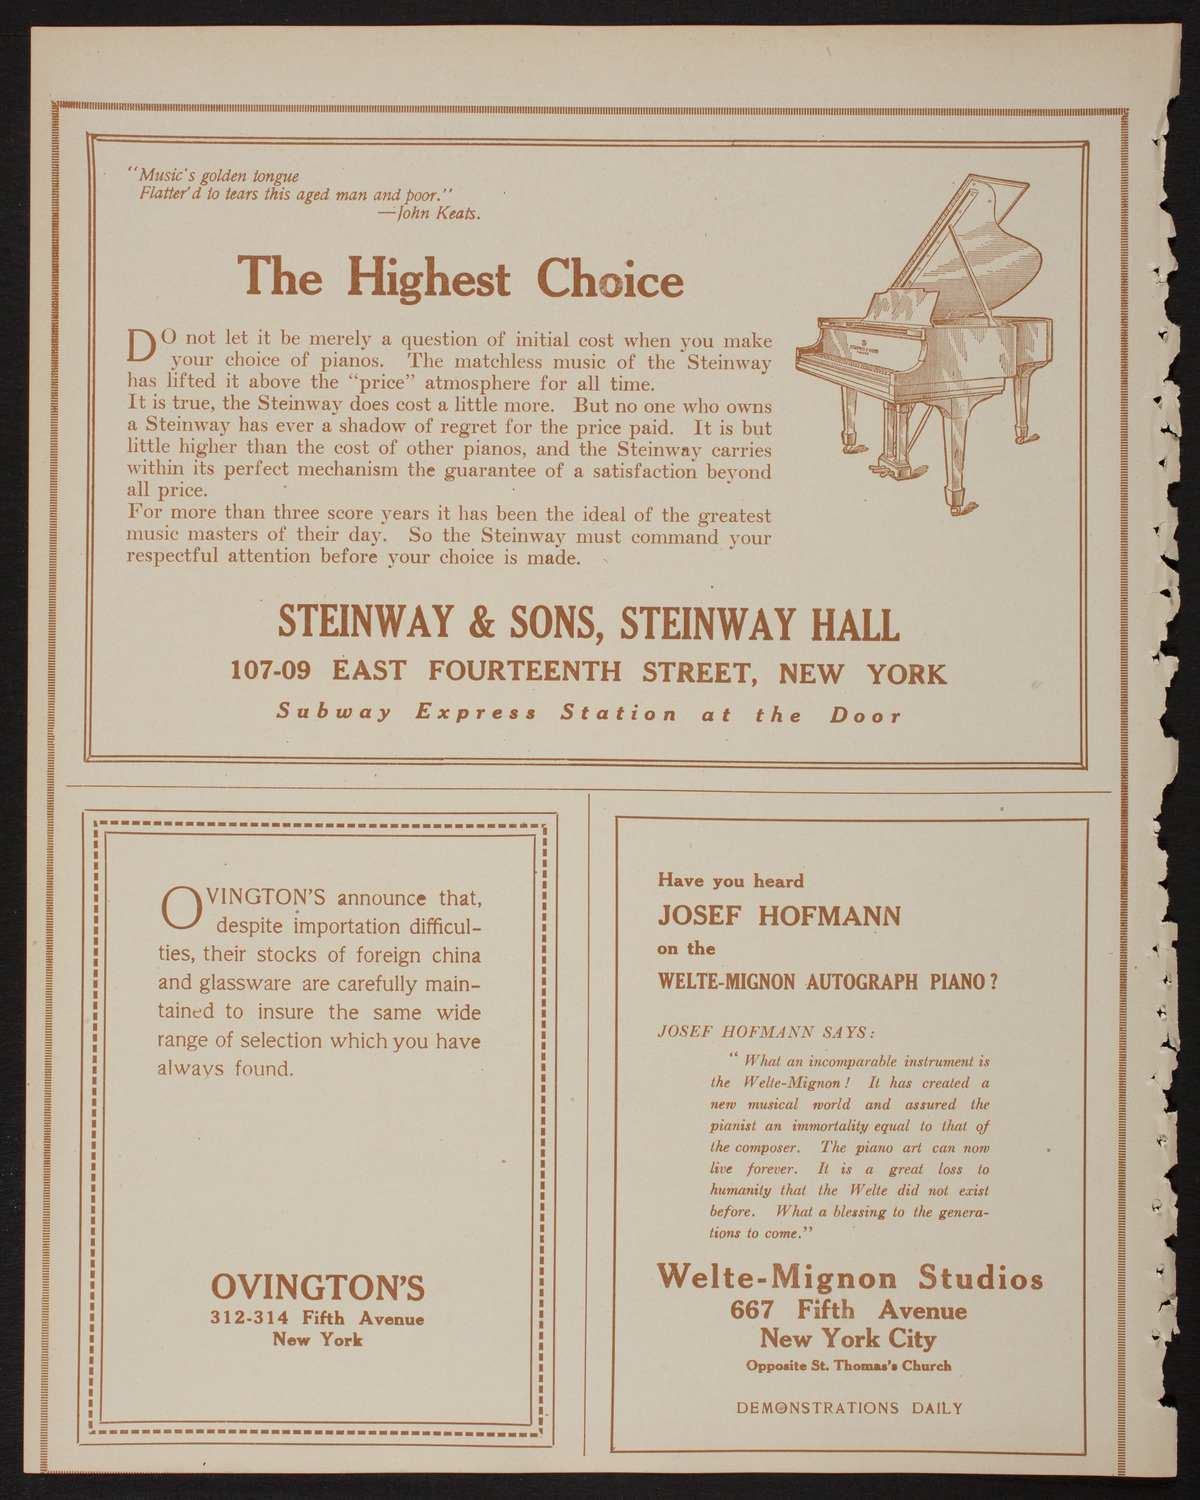 "Music's golden tongue
Flatter'd to tears this aged man and poor."
—John Keats.
The Highest Choice
DO not let it be merely a question of initial cost when you make
your choice of pianos. The matchless music of the Steinway
has lifted it above the "price" atmosphere for all time.
It is true, the Steinway does cost a little more. But no one who owns
a Steinway has ever a shadow of regret for the price paid. It is but
little higher than the cost of other pianos, and the Steinway carries
within its perfect mechanism the guarantee of a satisfaction beyond
all price.
For more than three score years it has been the ideal of the greatest
music masters of their day. So the Steinway must command your
respectful attention before your choice is made.
STEINWAY & SONS, STEINWAY HALL
107-09 EAST FOURTEENTH STREET, NEW YORK
Subway Express Station at the Door
OVINGTON'S announce that,
despite importation difficul-
ties, their stocks of foreign china
and glassware are carefully main-
tained to insure the same wide
range of selection which you have
always found.
OVINGTON'S
312-314 Fifth Avenue
New York
Have you heard
JOSEF HOFMANN
on the
WELTE-MIGNON AUTOGRAPH PIANO?
JOSEF HOFMANN SAYS:
"What an incomparable instrument is
the Welte-Mignon! It has created a
new musical world and assured the
pianist an immortality equal to that of
the composer. The piano art can now
live forever. It is a great loss to
humanity that the Welte did not exist
before. What a blessing to the genera-
tions to come."
Welte-Mignon Studios
667 Fifth Avenue
New York City
Opposite St. Thomas's Church
DEMONSTRATIONS DAILY